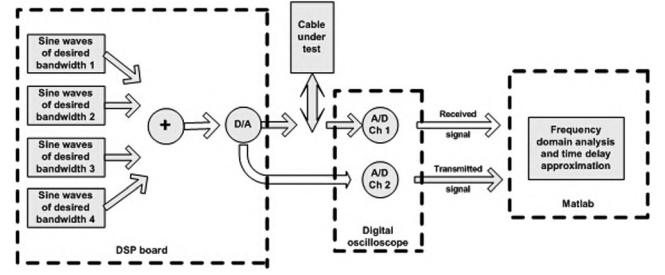 Sine waves
of desired
bandwidth 1
Sine waves
of desired
bandwidth 2
Sine waves
of desired
bandwidth 3
Sine waves
of desired
bandwidth 4
+
D/A
DSP board
Cable
under
test
A/D
Ch 1
A/D
Ch 2
Digital
oscilloscope
Received
signal
Transmitted
signal
Frequency
domain analysis
and time delay
approximation
Matlab